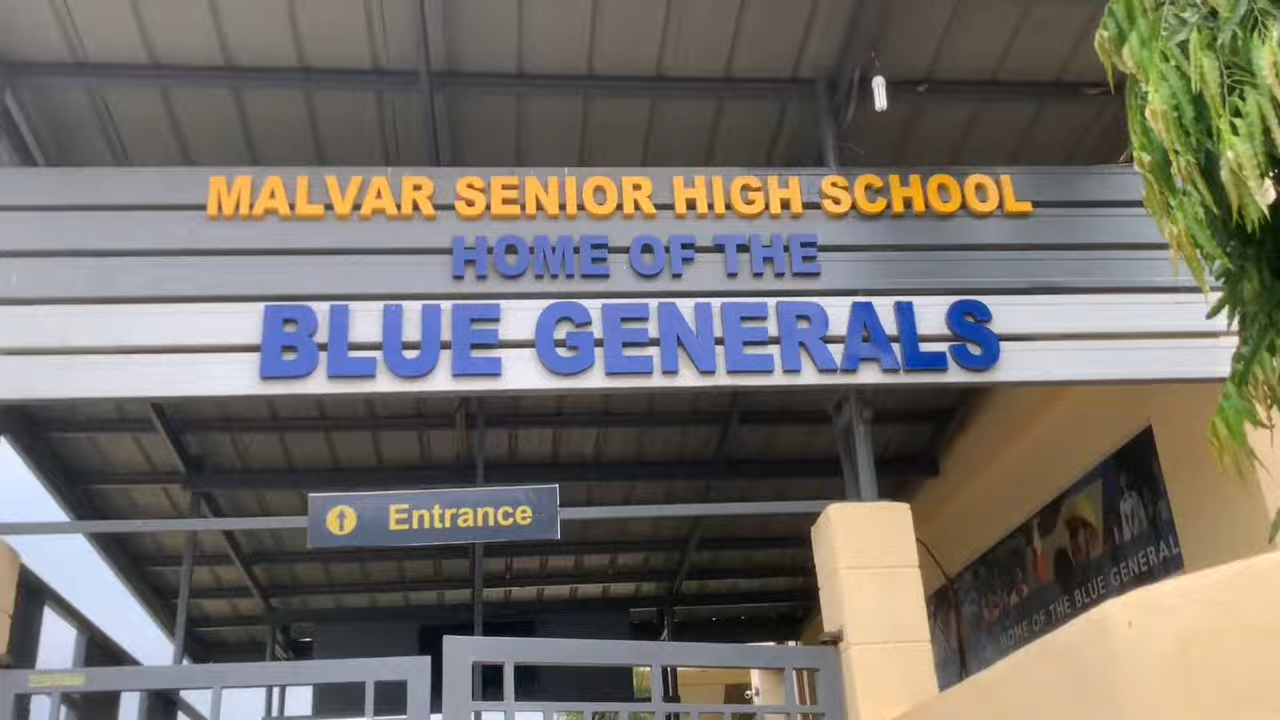 MALVAR SENIOR HIGH SCHOOL
HOME OF THE
BLUE GENERALS
Entrance
HOME OF THE BLUE GENERAL